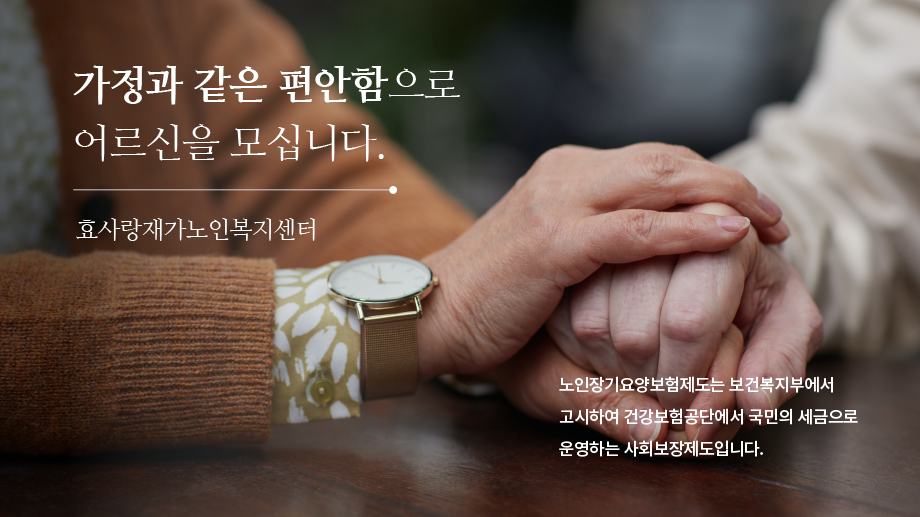 가정과 같은 편안함으로
어르신을 모십니다.
효사랑재가노인복지센터
노인장기요양보험제도는 보건복지부에서
고시하여 건강보험공단에서 국민의 세금으로
운영하는 사회보장제도입니다.